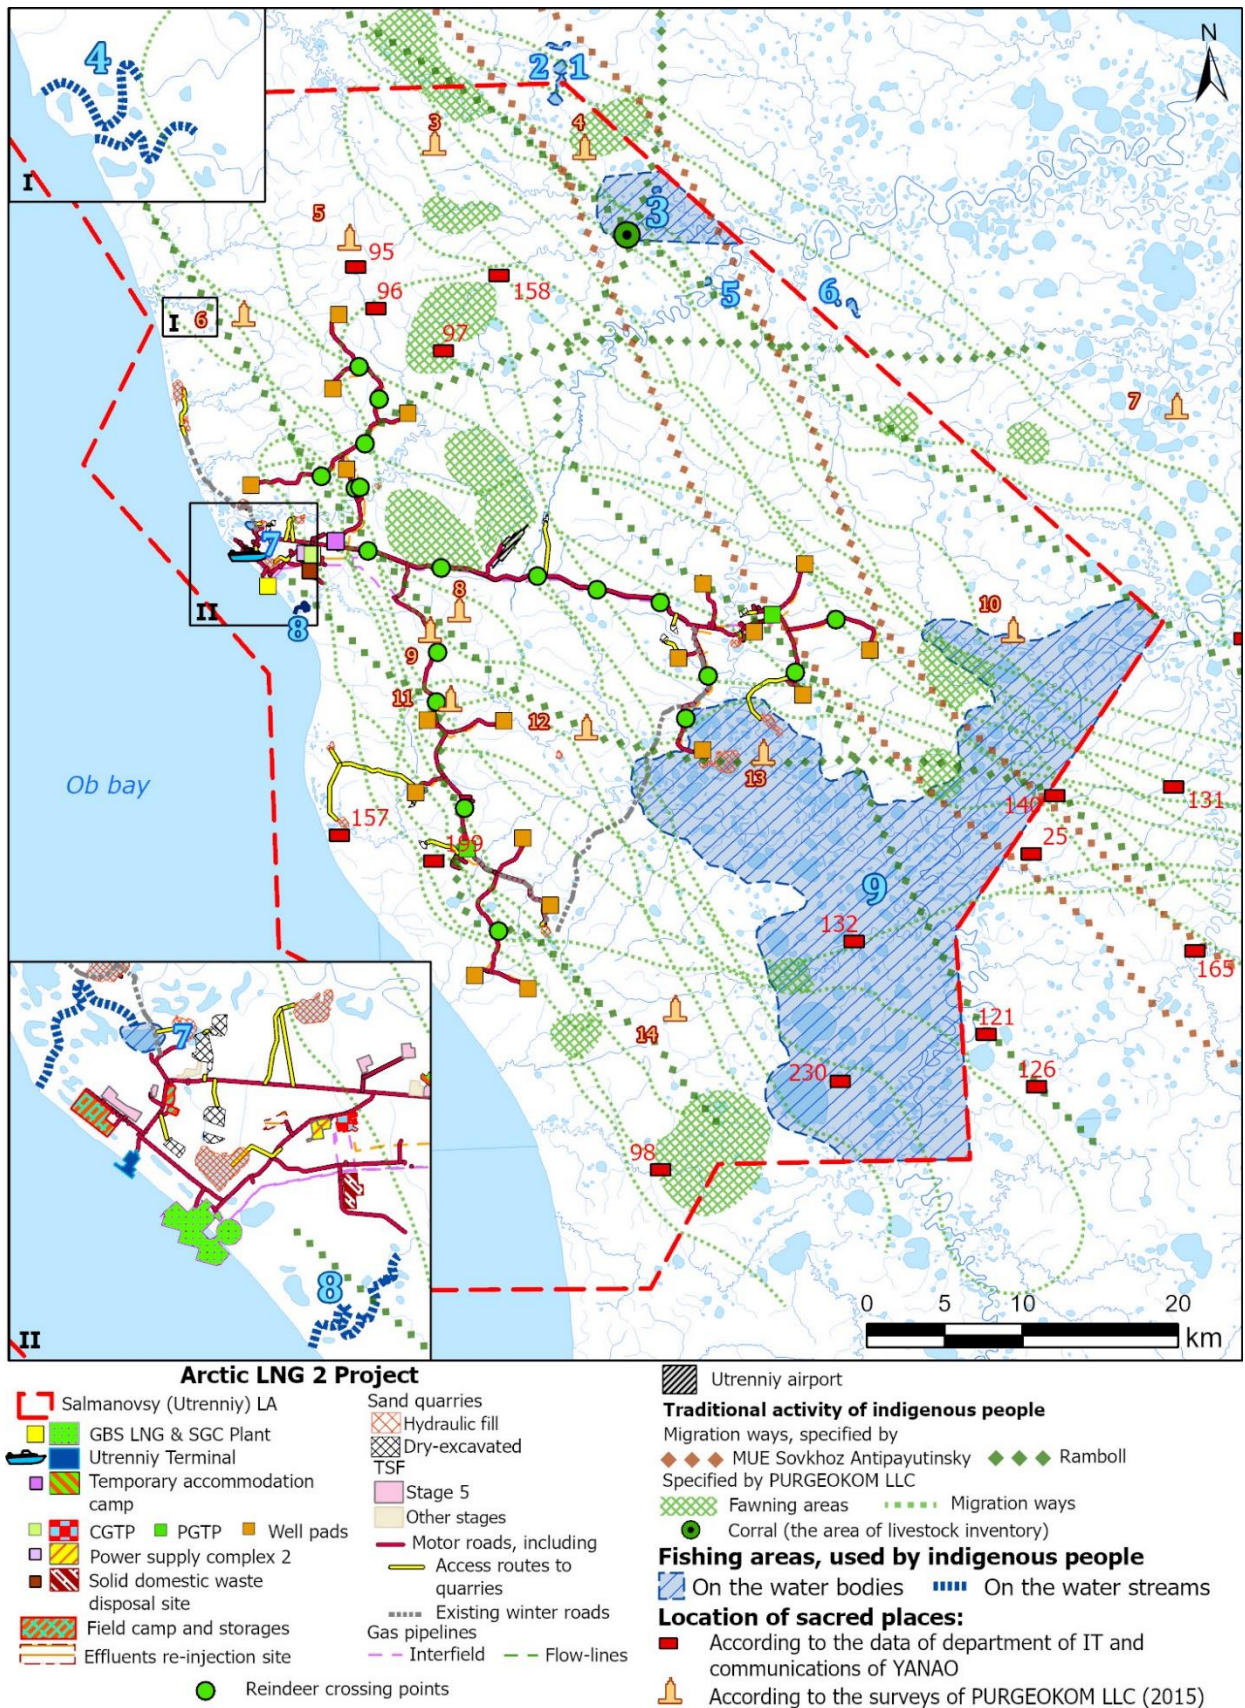 N
4
I
2
1
3
4
3
5
95
96
158
5
6
I
6
97
7
7
II
8
8
9
10
11
12
13
Ob bay
157
199
140
131
25
9
132
165
121
126
230
14
98
7
8
II
0 5 10 20
km
Arctic LNG 2 Project
Salmanovsy (Utrenniy) LA
GBS LNG & SGC Plant
Utrenniy Terminal
Temporary accommodation
camp
CGTP PGTP Well pads
Power supply complex 2
Solid domestic waste
disposal site
Field camp and storages
Effluents re-injection site
Sand quarries
Hydraulic fill
Dry-excavated
TSF
Stage 5
Other stages
Motor roads, including
Access routes to
quarries
Existing winter roads
Gas pipelines
Interfield Flow-lines
Reindeer crossing points
Utrenniy airport
Traditional activity of indigenous people
Migration ways, specified by
MUE Sovkhoz Antipayutinsky Ramboll
Specified by PURGEOKOM LLC
Fawning areas Migration ways
Corral (the area of livestock inventory)
Fishing areas, used by indigenous people
On the water bodies On the water streams
Location of sacred places:
According to the data of department of IT and
communications of YANAO
According to the surveys of PURGEOKOM LLC (2015)